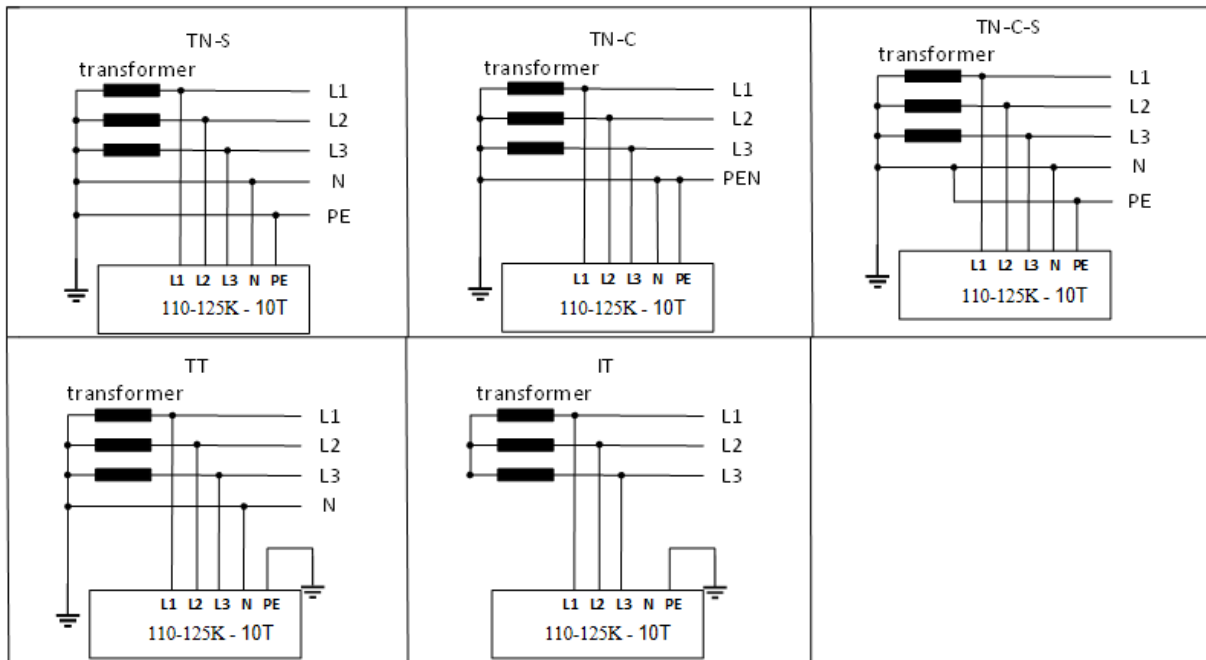 TN-S
transformer
L1
L2
L3
N
PE
L1 L2 L3 N PE
110-125K - 10T
TN-C
transformer
L1
L2
L3
PEN
L1 L2 L3 N PE
110-125K - 10T
TN-C-S
transformer
L1
L2
L3
N
PE
L1 L2 L3 N PE
110-125K - 10T
TT
transformer
L1
L2
L3
N
L1 L2 L3 N PE
110-125K - 10T
IT
transformer
L1
L2
L3
L1 L2 L3 N PE
110-125K - 10T